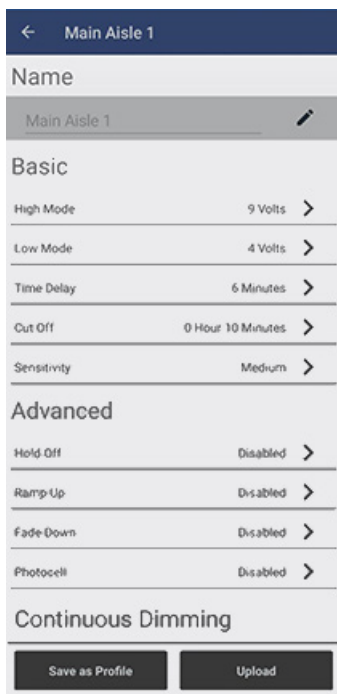 Main Aisle 1
Name
Main Aisle 1
Basic
High Mode 9 Volts
Low Mode 4 Volts
Time Delay 6 Minutes
Cut Off 0 Hour 10 Minutes
Sensitivity Medium
Advanced
Hold Off Disabled
Ramp Up Disabled
Fade Down Disabled
Photocell Disabled
Continuous Dimming
Save as Profile Upload